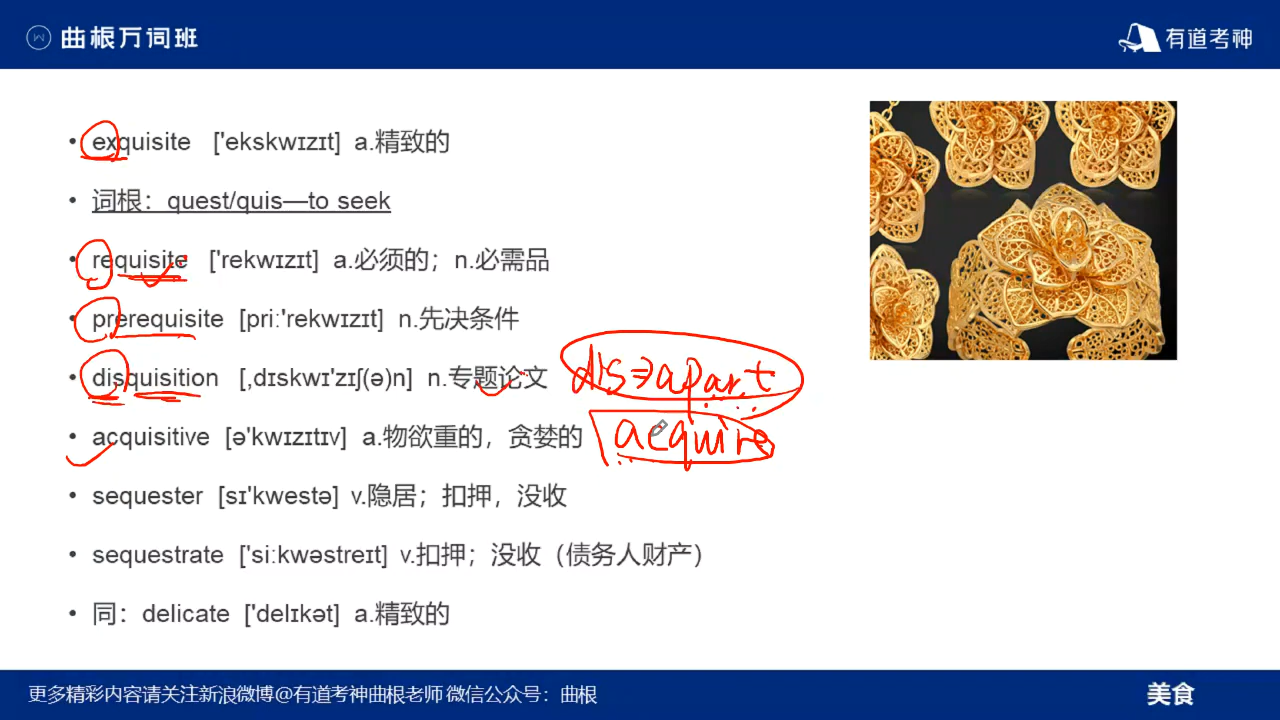 曲根万词班
有道考神
exquisite ['ekskwɪzɪt] a.精致的
词根：quest/quis—to seek
requisite ['rekwɪzɪt] a.必须的；n.必需品
prerequisite [priː'rekwɪzɪt] n.先决条件
disquisition [ˌdɪskwɪ'zɪʃ(ə)n] n.专题论文
dis⇒apart
acquisitive [ə'kwɪzɪtɪv] a.物欲重的，贪婪的
acquire
sequester [sɪ'kwestə] v.隐居；扣押，没收
sequestrate ['siːkwəstreɪt] v.扣押；没收（债务人财产）
同：delicate ['delɪkət] a.精致的
更多精彩内容请关注新浪微博@有道考神曲根老师 微信公众号：曲根
美食